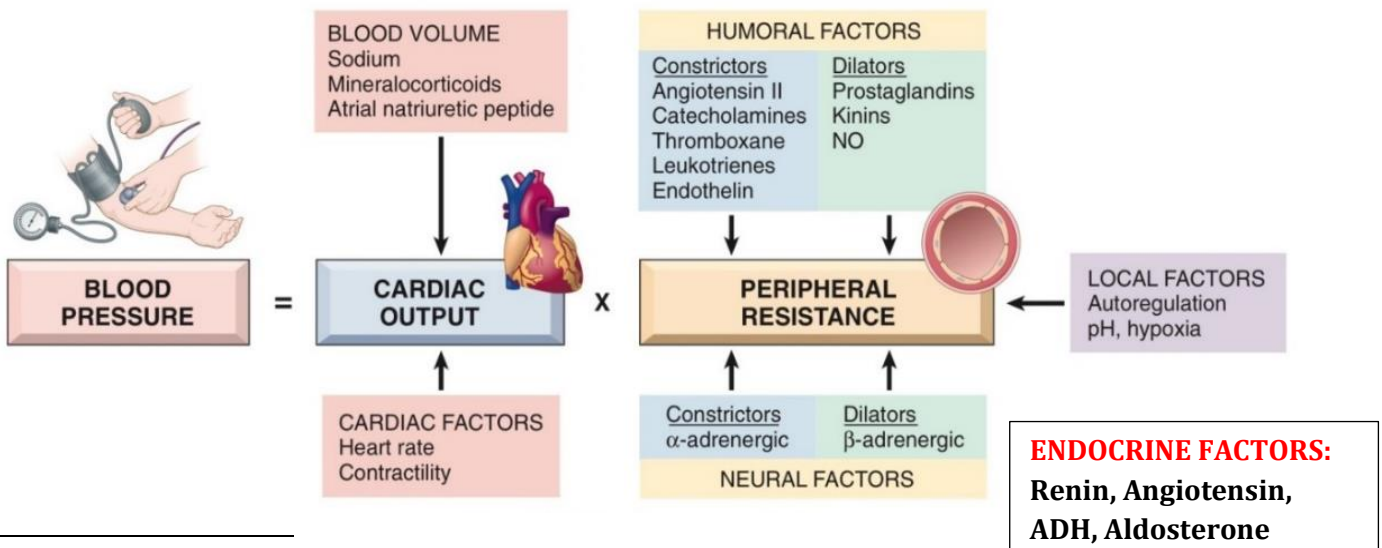 BLOOD VOLUME
Sodium
Mineralocorticoids
Atrial natriuretic peptide
HUMORAL FACTORS
Constrictors
Angiotensin II
Catecholamines
Thromboxane
Leukotrienes
Endothelin
Dilators
Prostaglandins
Kinins
NO
BLOOD
PRESSURE
=
CARDIAC
OUTPUT
x
PERIPHERAL
RESISTANCE
LOCAL FACTORS
Autoregulation
pH, hypoxia
CARDIAC FACTORS
Heart rate
Contractility
Constrictors
α-adrenergic
Dilators
β-adrenergic
NEURAL FACTORS
ENDOCRINE FACTORS:
Renin, Angiotensin,
ADH, Aldosterone